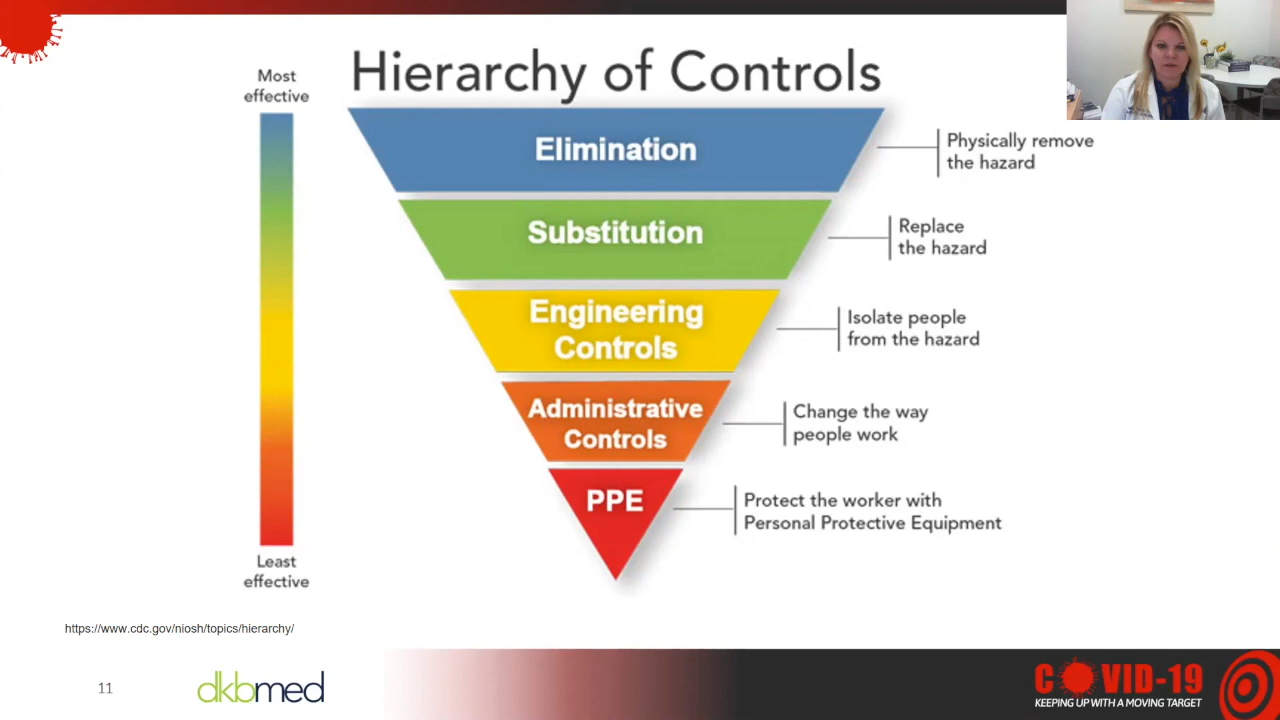 Hierarchy of Controls
Most
effective
Elimination
Physically remove
the hazard
Substitution
Replace
the hazard
Engineering
Controls
Isolate people
from the hazard
Administrative
Controls
Change the way
people work
PPE
Protect the worker with
Personal Protective Equipment
Least
effective
https://www.cdc.gov/niosh/topics/hierarchy/
11
dkbmed
COVID-19
KEEPING UP WITH A MOVING TARGET